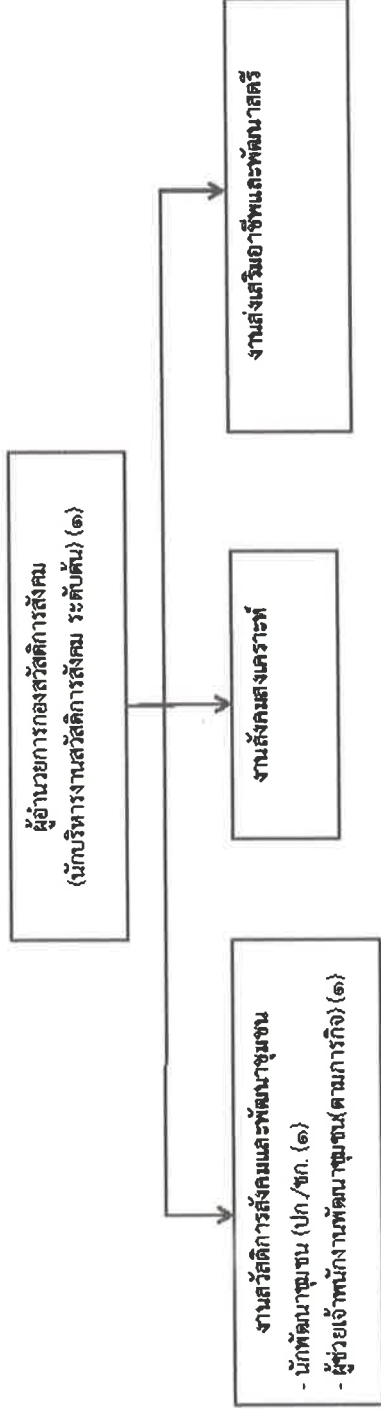 ผู้อำนวยการกองสวัสดิการสังคม
(นักบริหารงานสวัสดิการสังคม ระดับต้น) (๑)
งานสวัสดิการสังคมและพัฒนาชุมชน
- นักพัฒนาชุมชน (ปก./ชก. (๑)
- ผู้ช่วยเจ้าพนักงานพัฒนาชุมชน(ตามภารกิจ) (๑)
งานสังคมสงเคราะห์
งานส่งเสริมอาชีพและพัฒนาสตรี